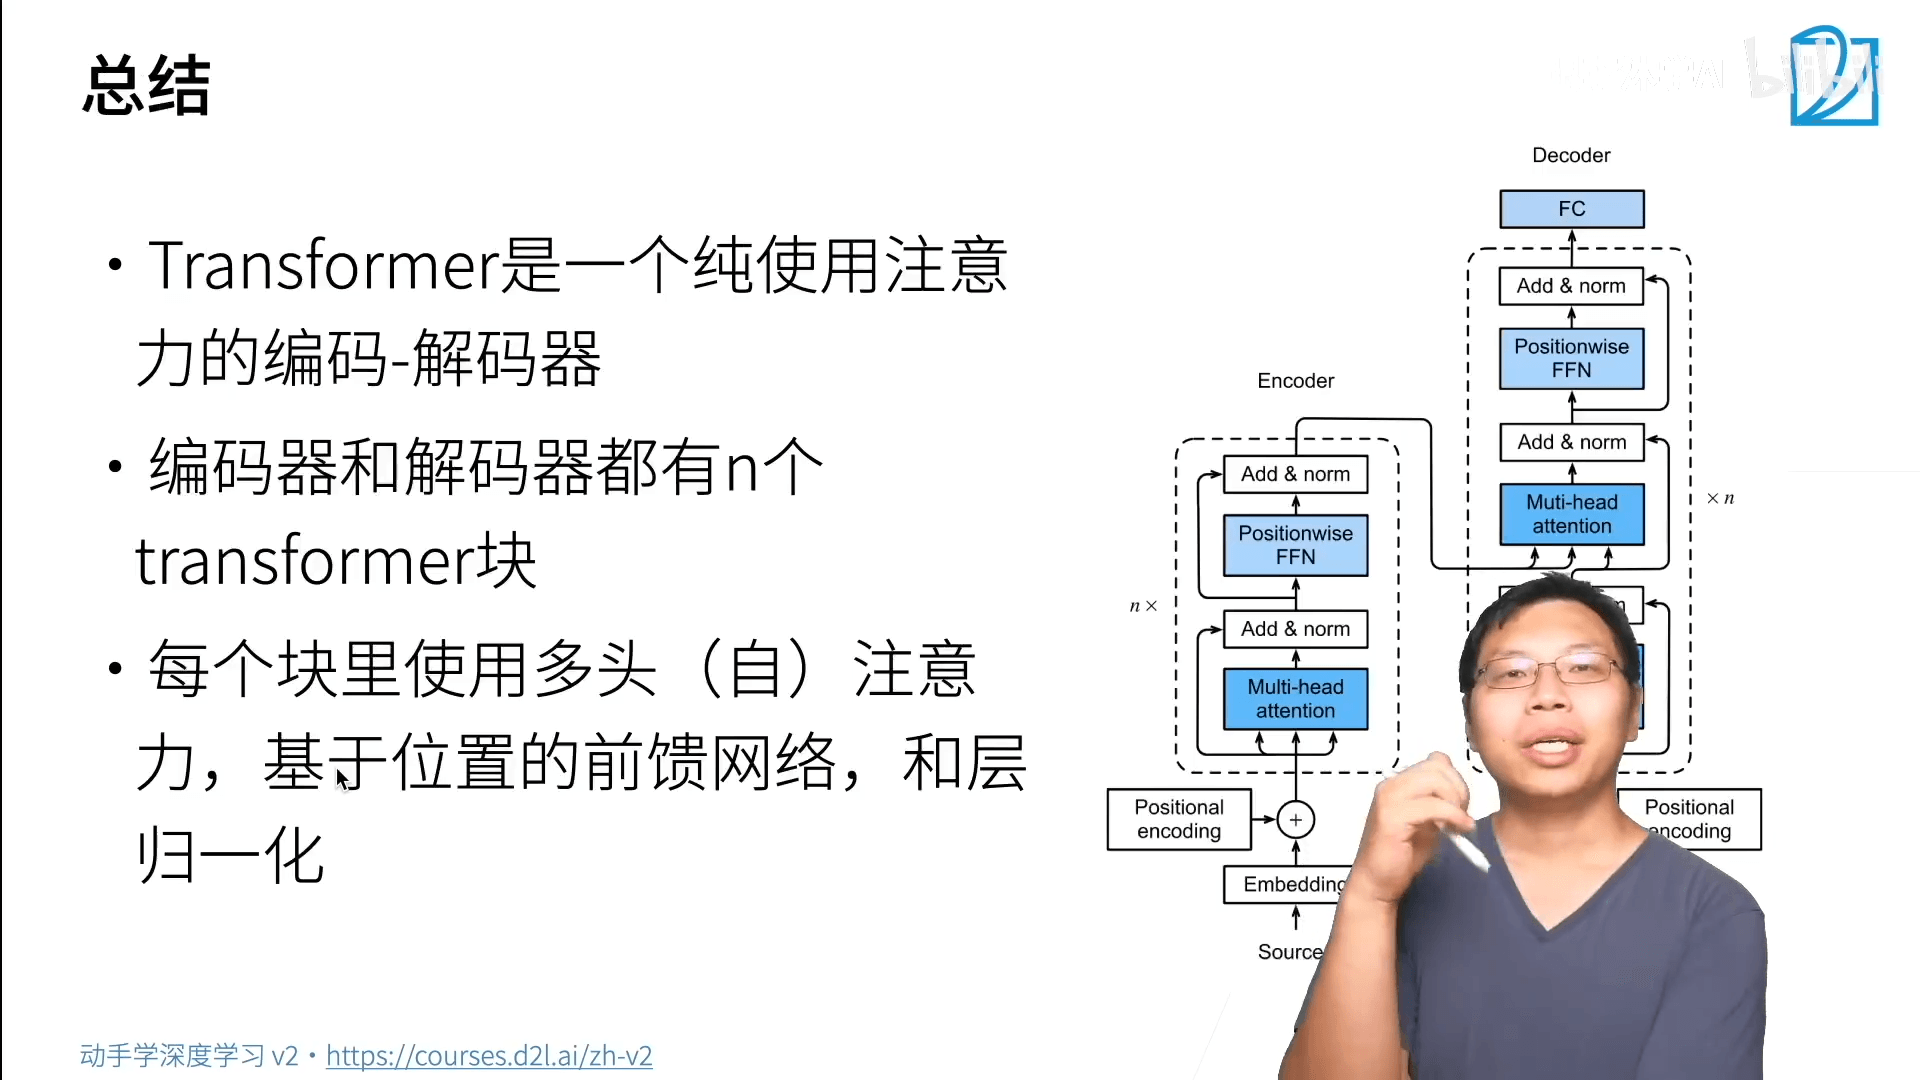 总结
• Transformer是一个纯使用注意
力的编码-解码器
• 编码器和解码器都有n个
transformer块
• 每个块里使用多头（自）注意
力，基于位置的前馈网络，和层
归一化
动手学深度学习 v2 • https://courses.d2l.ai/zh-v2
bilibili
Decoder
FC
Add & norm
Positionwise
FFN
Add & norm
Muti-head
attention
× n
Encoder
Add & norm
Positionwise
FFN
n ×
Add & norm
Multi-head
attention
Positional
encoding
+
Embedding
Source
Positional
encoding